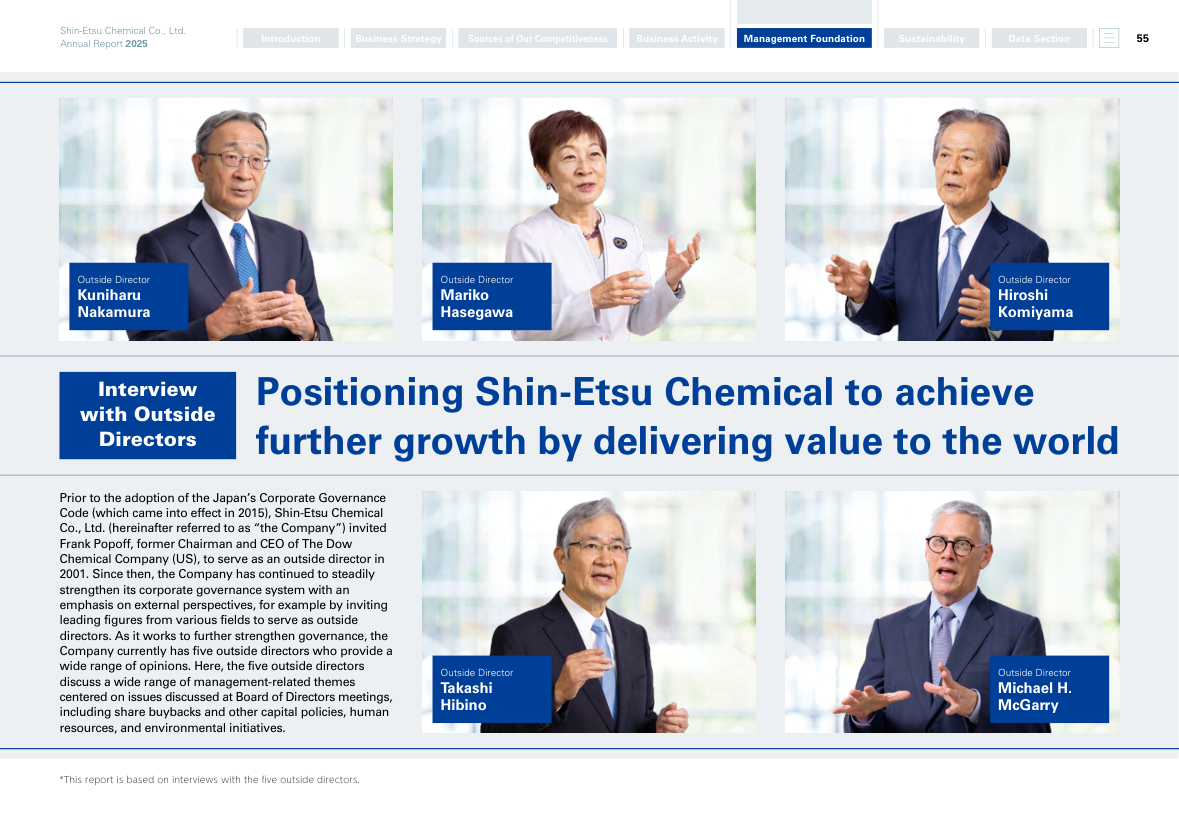 Shin-Etsu Chemical Co., Ltd.
Annual Report 2025
Introduction
Business Strategy
Sources of Our Competitiveness
Business Activity
Management Foundation
Sustainability
Data Section
55
Outside Director
Kuniharu
Nakamura
Outside Director
Mariko
Hasegawa
Outside Director
Hiroshi
Komiyama
Interview
with Outside
Directors
Positioning Shin-Etsu Chemical to achieve
further growth by delivering value to the world
Prior to the adoption of the Japan’s Corporate Governance
Code (which came into effect in 2015), Shin-Etsu Chemical
Co., Ltd. (hereinafter referred to as “the Company”) invited
Frank Popoff, former Chairman and CEO of The Dow
Chemical Company (US), to serve as an outside director in
2001. Since then, the Company has continued to steadily
strengthen its corporate governance system with an
emphasis on external perspectives, for example by inviting
leading figures from various fields to serve as outside
directors. As it works to further strengthen governance, the
Company currently has five outside directors who provide a
wide range of opinions. Here, the five outside directors
discuss a wide range of management-related themes
centered on issues discussed at Board of Directors meetings,
including share buybacks and other capital policies, human
resources, and environmental initiatives.
Outside Director
Takashi
Hibino
Outside Director
Michael H.
McGarry
*This report is based on interviews with the five outside directors.